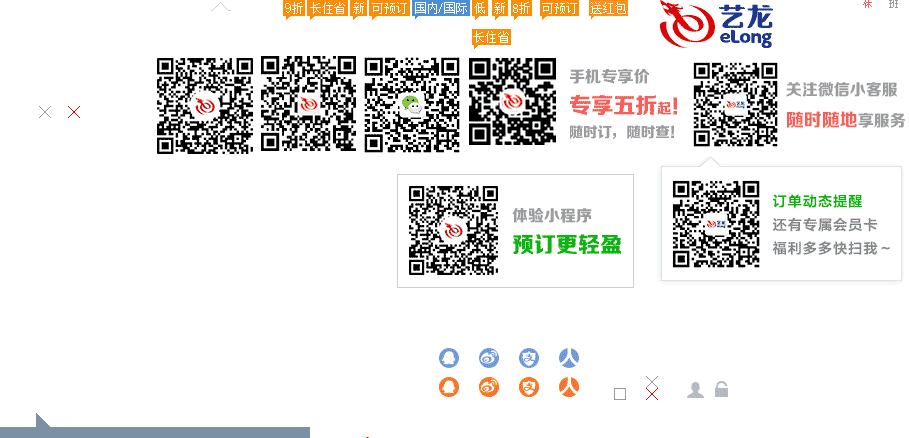 9折 长住省 新 可预订 国内/国际 低 新 8折 可预订 送红包
长住省
艺龙
eLong
休 班
手机专享价
专享五折起!
随时订，随时查!
关注微信小客服
随时随地享服务
体验小程序
预订更轻盈
订单动态提醒
还有专属会员卡
福利多多快扫我~